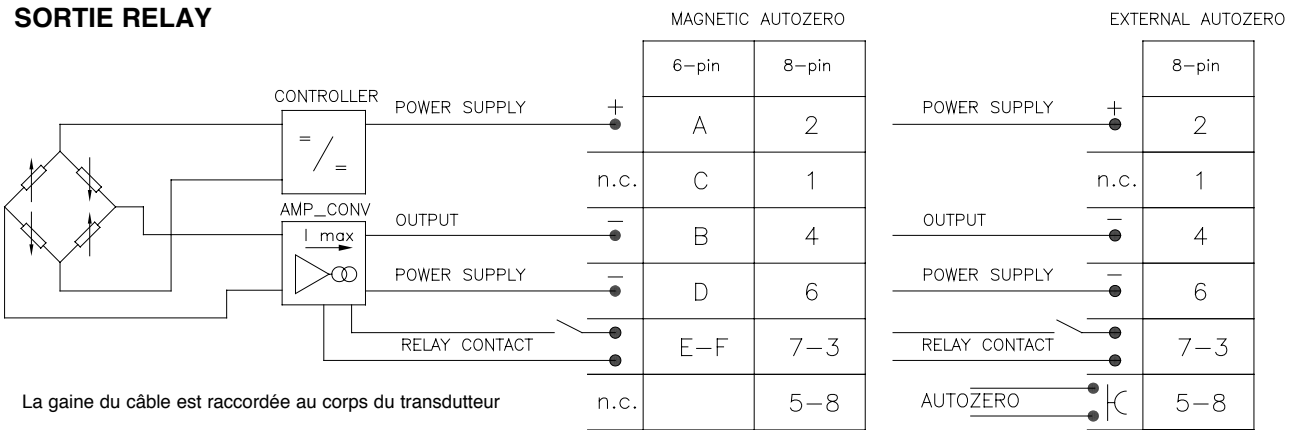 SORTIE RELAY
MAGNETIC AUTOZERO
EXTERNAL AUTOZERO
6-pin 8-pin 8-pin
CONTROLLER
= / =
POWER SUPPLY + A 2
POWER SUPPLY + 2
n.c. C 1
n.c. 1
AMP_CONV
I max
OUTPUT - B 4
OUTPUT - 4
POWER SUPPLY - D 6
POWER SUPPLY - 6
RELAY CONTACT E-F 7-3
RELAY CONTACT 7-3
La gaine du câble est raccordée au corps du transdutteur
n.c. 5-8
AUTOZERO 5-8